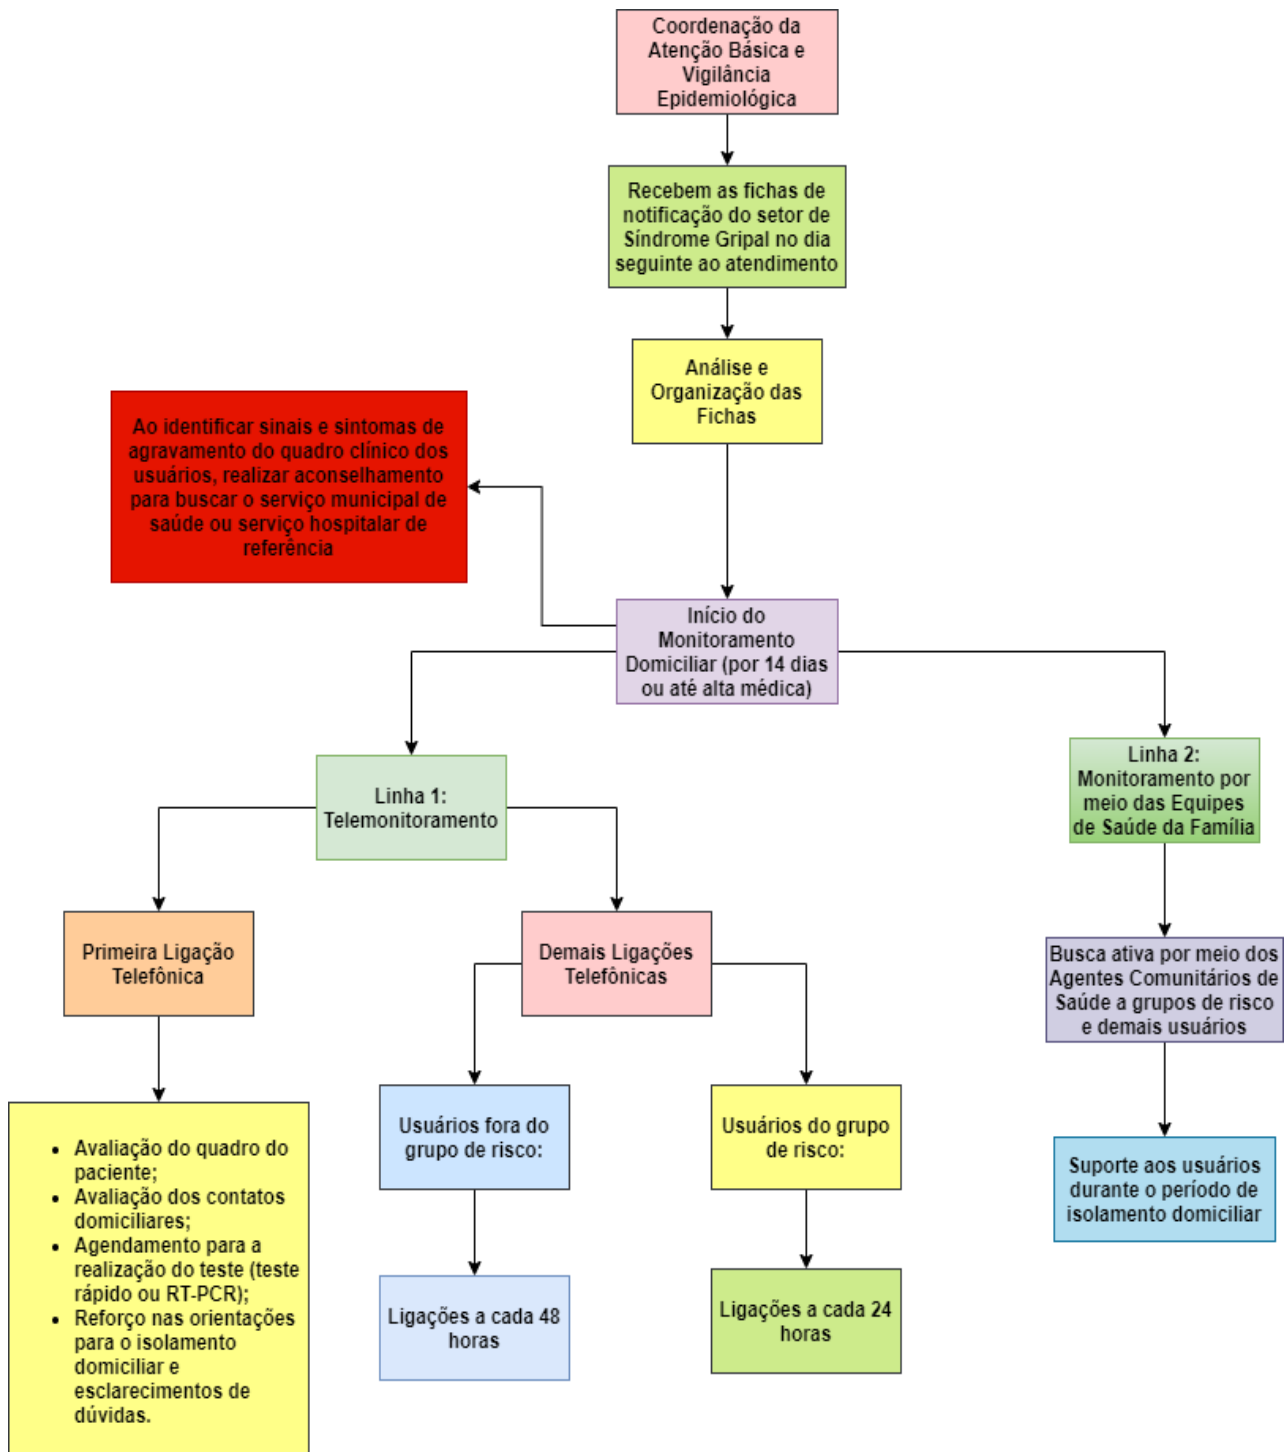 Coordenação da
Atenção Básica e
Vigilância
Epidemiológica
Recebem as fichas de
notificação do setor de
Síndrome Gripal no dia
seguinte ao atendimento
Análise e
Organização das
Fichas
Ao identificar sinais e sintomas de
agravamento do quadro clínico dos
usuários, realizar aconselhamento
para buscar o serviço municipal de
saúde ou serviço hospitalar de
referência
Início do
Monitoramento
Domiciliar (por 14 dias
ou até alta médica)
Linha 1:
Telemonitoramento
Linha 2:
Monitoramento por
meio das Equipes
de Saúde da Família
Primeira Ligação
Telefônica
Demais Ligações
Telefônicas
Busca ativa por meio dos
Agentes Comunitários de
Saúde a grupos de risco
e demais usuários
• Avaliação do quadro do
paciente;
• Avaliação dos contatos
domiciliares;
• Agendamento para a
realização do teste (teste
rápido ou RT-PCR);
• Reforço nas orientações
para o isolamento
domiciliar e
esclarecimentos de
dúvidas.
Usuários fora do
grupo de risco:
Usuários do grupo
de risco:
Suporte aos usuários
durante o período de
isolamento domiciliar
Ligações a cada 48
horas
Ligações a cada 24
horas